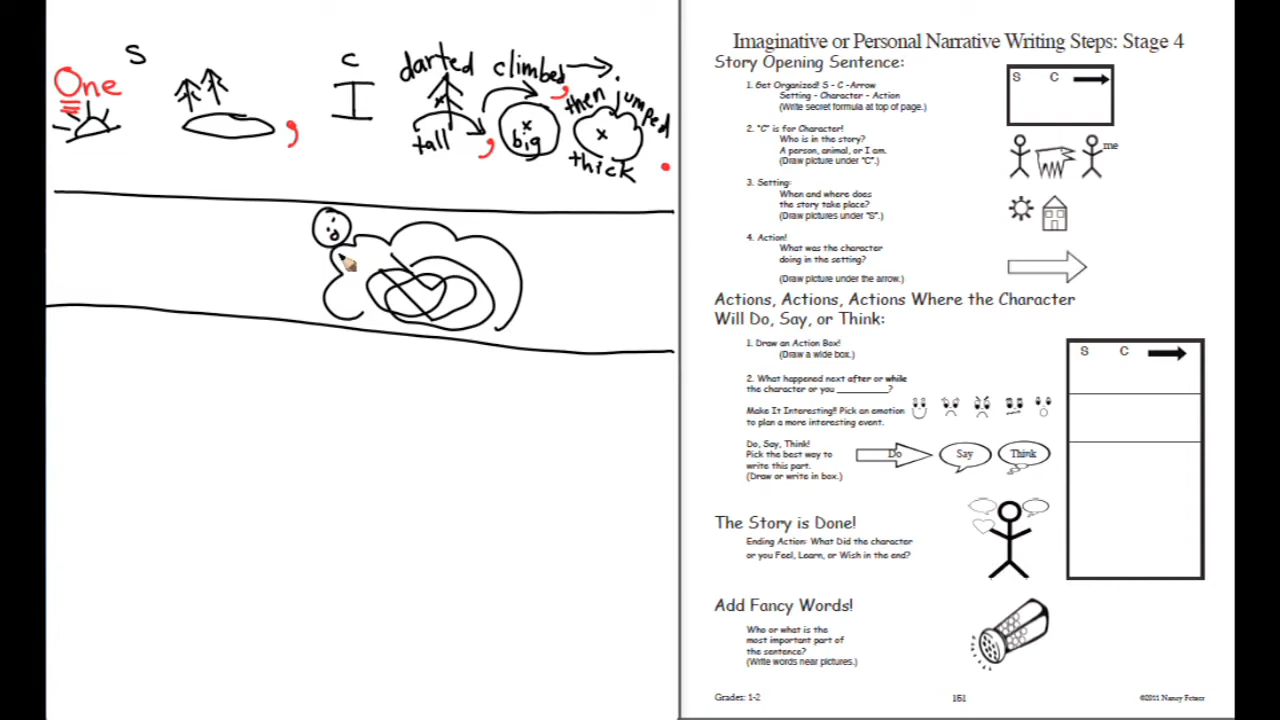 S C
One
darted climbed
then jumped
tall big thick
Imaginative or Personal Narrative Writing Steps: Stage 4
Story Opening Sentence:
1. Get Organized! S - C -Arrow
Setting - Character - Action
(Write secret formula at top of page.)
S C
2. "C" is for Character!
Who is in the story?
A person, animal, or I am.
(Draw picture under "C".)
me
3. Setting:
When and where does
the story take place?
(Draw pictures under "S".)
4. Action!
What was the character
doing in the setting?
(Draw picture under the arrow.)
Actions, Actions, Actions Where the Character
Will Do, Say, or Think:
1. Draw an Action Box!
(Draw a wide box.)
S C
2. What happened next after or while
the character or you ________?
Make It Interesting!! Pick an emotion
to plan a more interesting event.
Do, Say, Think!
Pick the best way to
write this part.
(Draw or write in box.)
Do Say Think
The Story is Done!
Ending Action: What Did the character
or you Feel, Learn, or Wish in the end?
Add Fancy Words!
Who or what is the
most important part of
the sentence?
(Write words near pictures.)
Grades: 1-2 161 ©2011 Nancy Fetzer